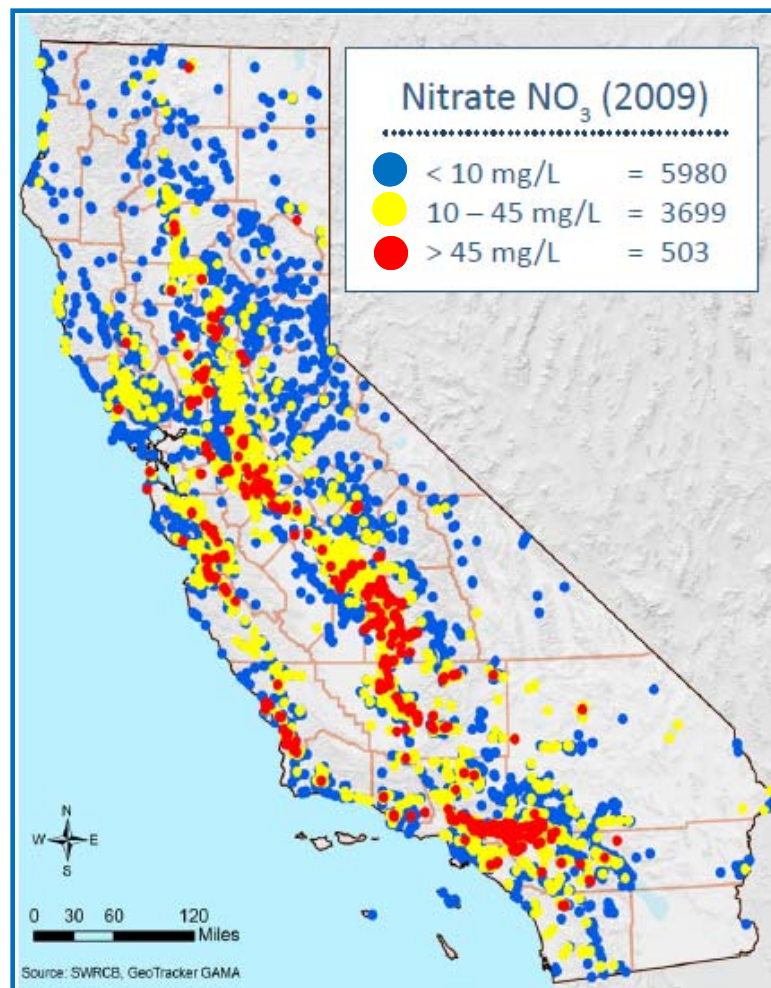 Nitrate NO₃ (2009)
< 10 mg/L = 5980
10 – 45 mg/L = 3699
> 45 mg/L = 503
N
W E
S
0 30 60 120
Miles
Source: SWRCB, GeoTracker GAMA